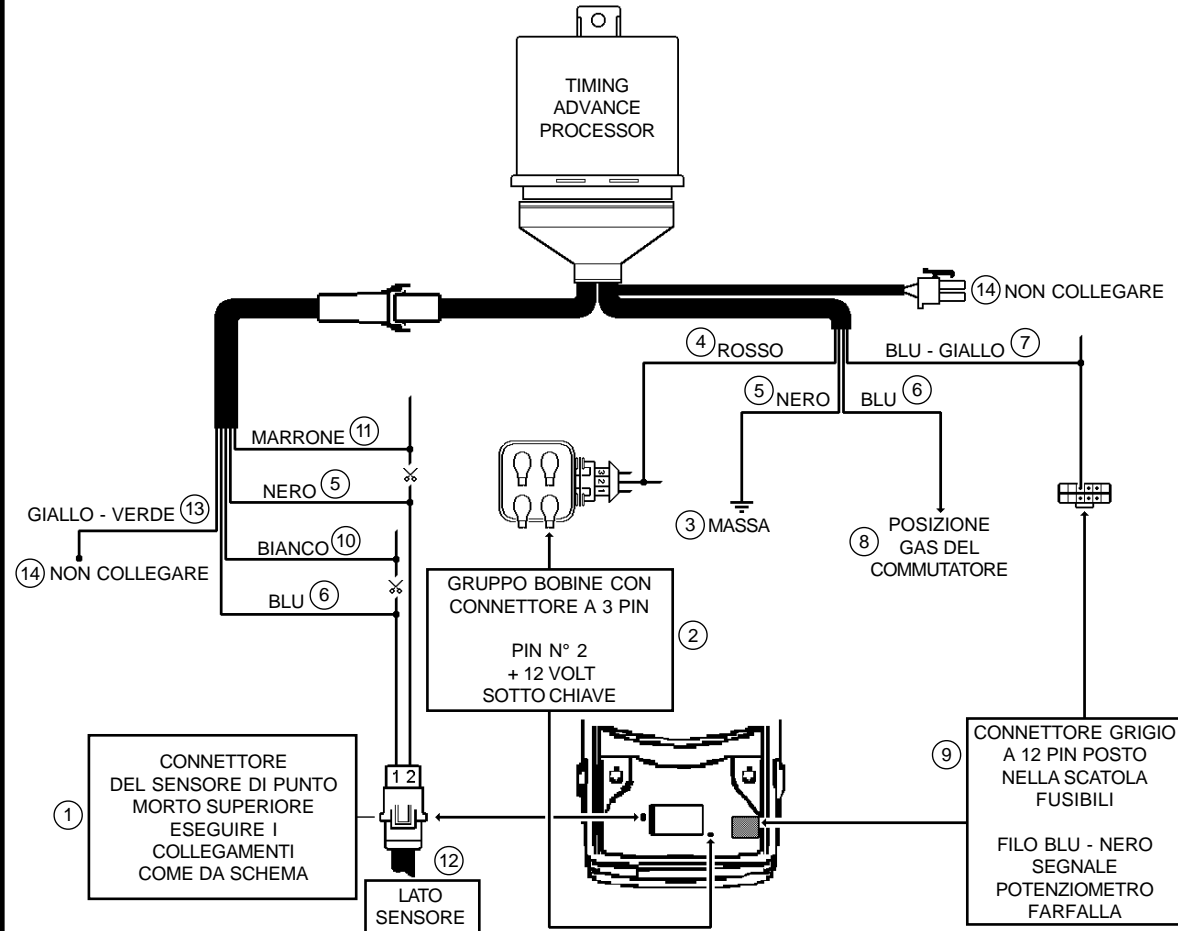 TIMING
ADVANCE
PROCESSOR
14 NON COLLEGARE
4 ROSSO
BLU - GIALLO 7
5 NERO
BLU 6
MARRONE 11
NERO 5
GIALLO - VERDE 13
BIANCO 10
14 NON COLLEGARE
BLU 6
3 2 1
3 MASSA
8 POSIZIONE
GAS DEL
COMMUTATORE
GRUPPO BOBINE CON
CONNETTORE A 3 PIN
PIN N° 2
+ 12 VOLT
SOTTO CHIAVE
2
1
CONNETTORE
DEL SENSORE DI PUNTO
MORTO SUPERIORE
ESEGUIRE I
COLLEGAMENTI
COME DA SCHEMA
1 2
12
LATO
SENSORE
9
CONNETTORE GRIGIO
A 12 PIN POSTO
NELLA SCATOLA
FUSIBILI
FILO BLU - NERO
SEGNALE
POTENZIOMETRO
FARFALLA